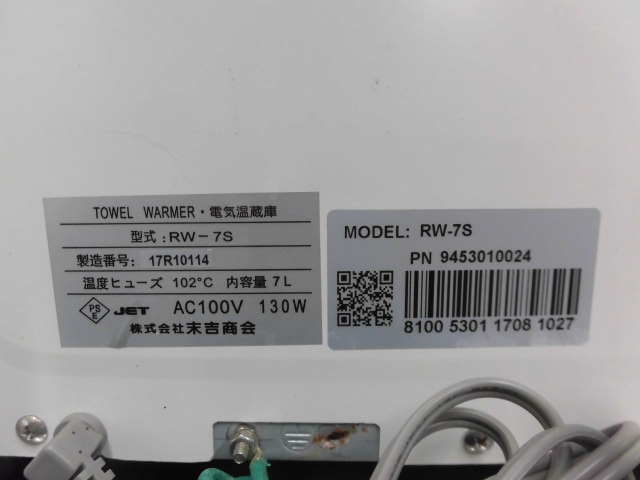 TOWEL WARMER・電気温蔵庫
型式:RW-7S
製造番号: 17R10114
温度ヒューズ 102°C 内容量 7L
PS E JET AC100V 130W
株式会社末吉商会
MODEL: RW-7S
PN 9453010024
8100 5301 1708 1027